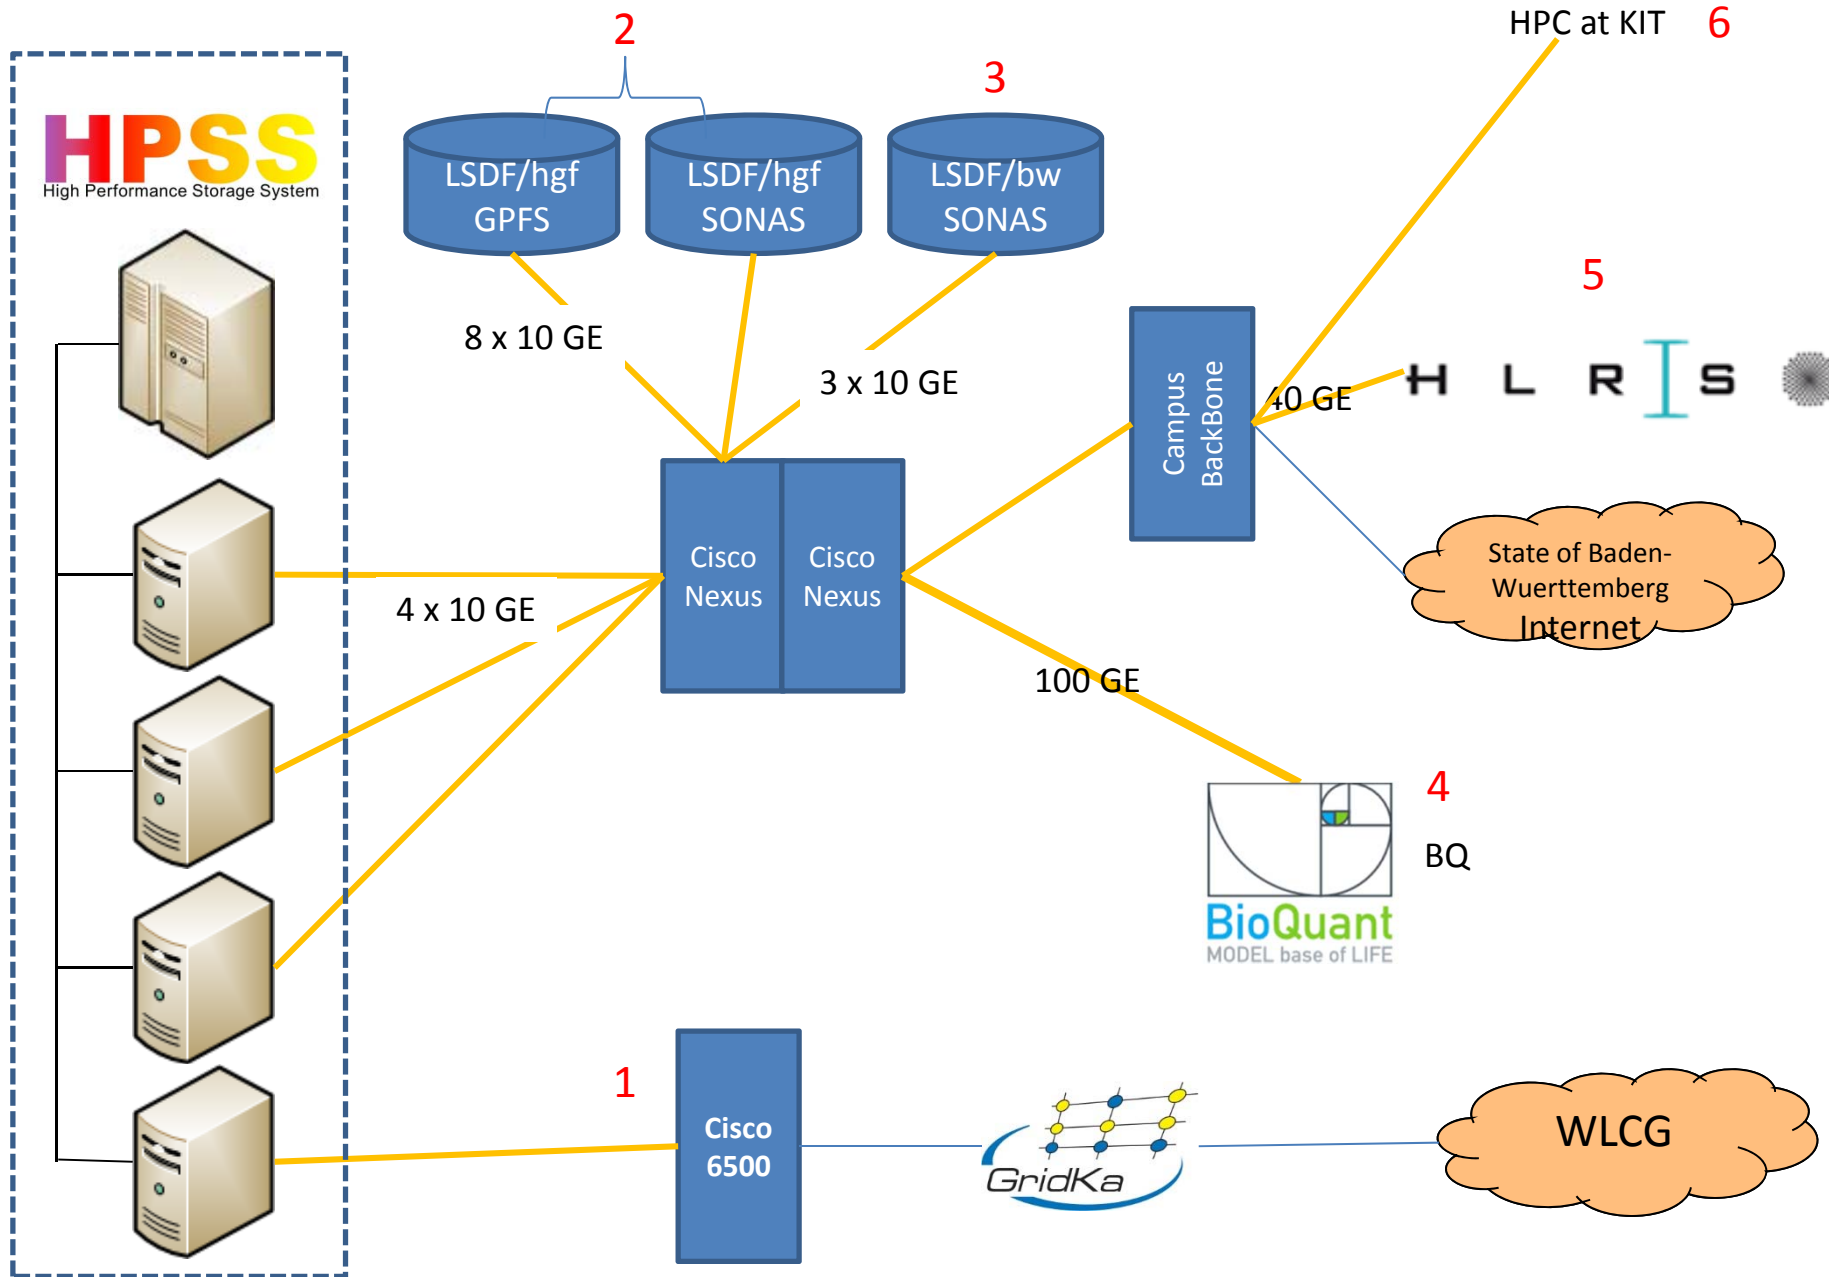 HPSS
High Performance Storage System
2
LSDF/hgf
GPFS
LSDF/hgf
SONAS
3
LSDF/bw
SONAS
8 x 10 GE
3 x 10 GE
4 x 10 GE
Cisco
Nexus
Cisco
Nexus
Campus
BackBone
HPC at KIT
6
5
40 GE
H L R I S
State of Baden-
Wuerttemberg
Internet
100 GE
4
BQ
BioQuant
MODEL base of LIFE
1
Cisco
6500
GridKa
WLCG